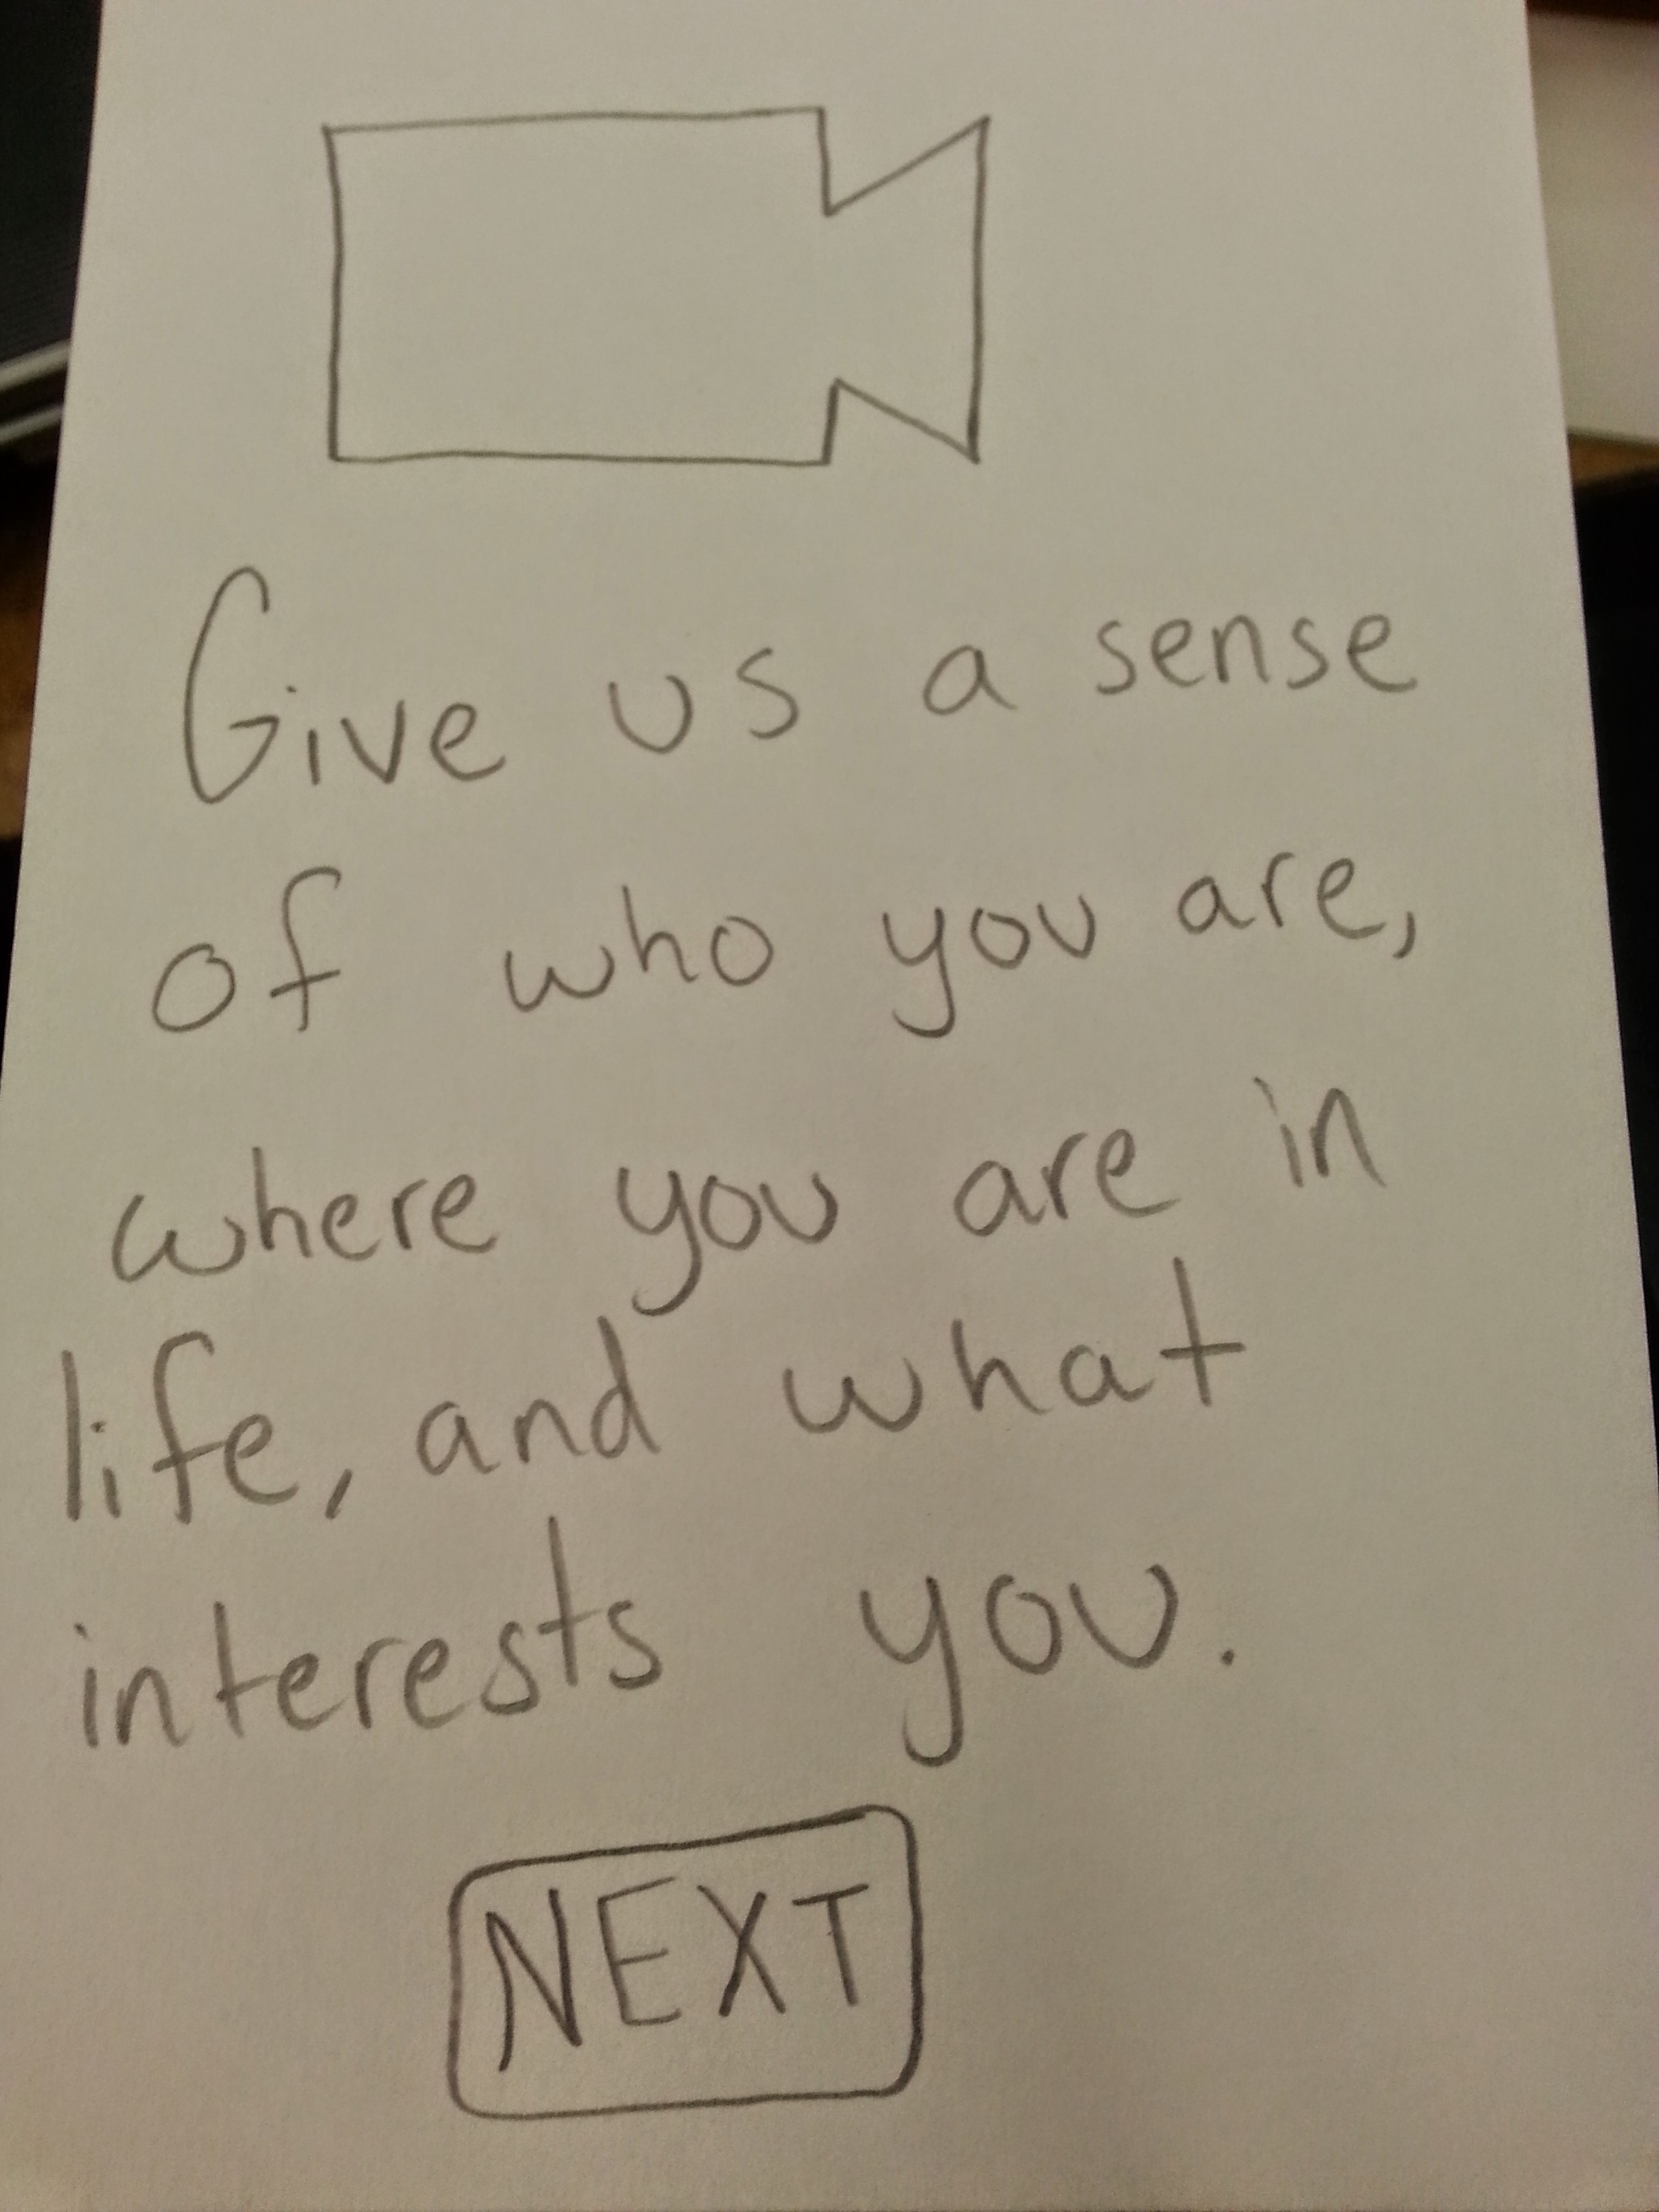 Give us a sense
of who you are,
where you are in
life, and what
interests you.
NEXT